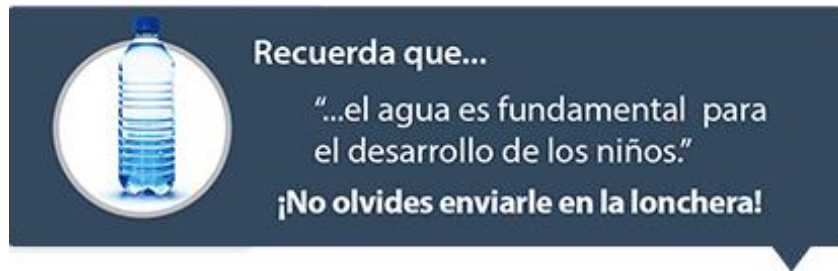 Recuerda que...
“...el agua es fundamental para
el desarrollo de los niños.”
¡No olvides enviarle en la lonchera!